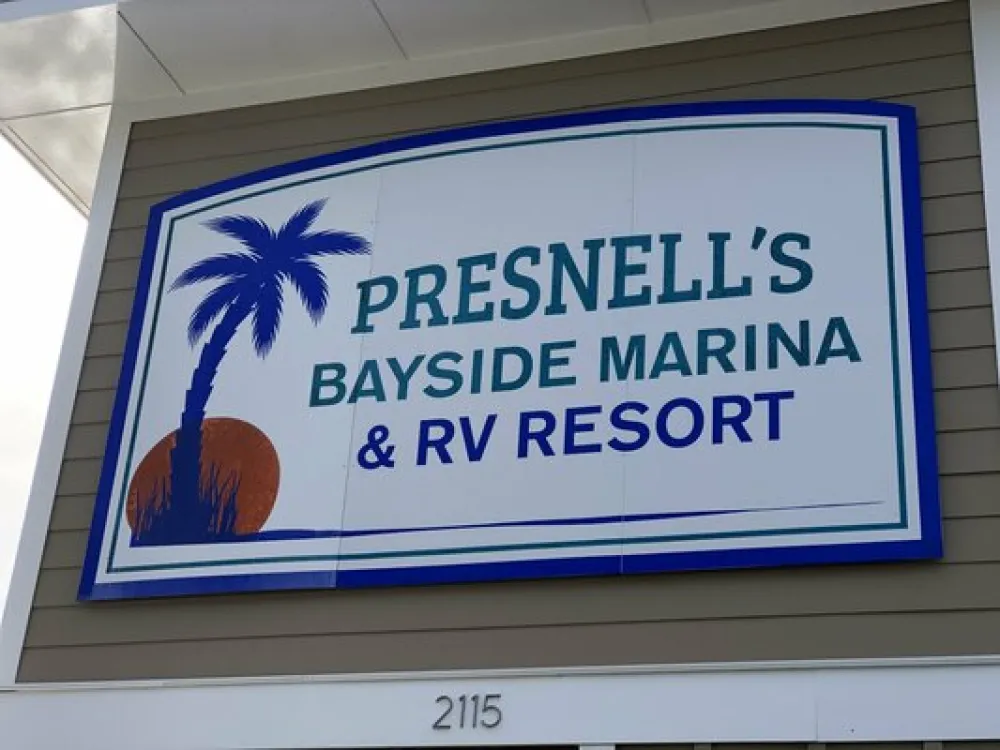 PRESNELL'S
BAYSIDE MARINA
& RV RESORT
2115